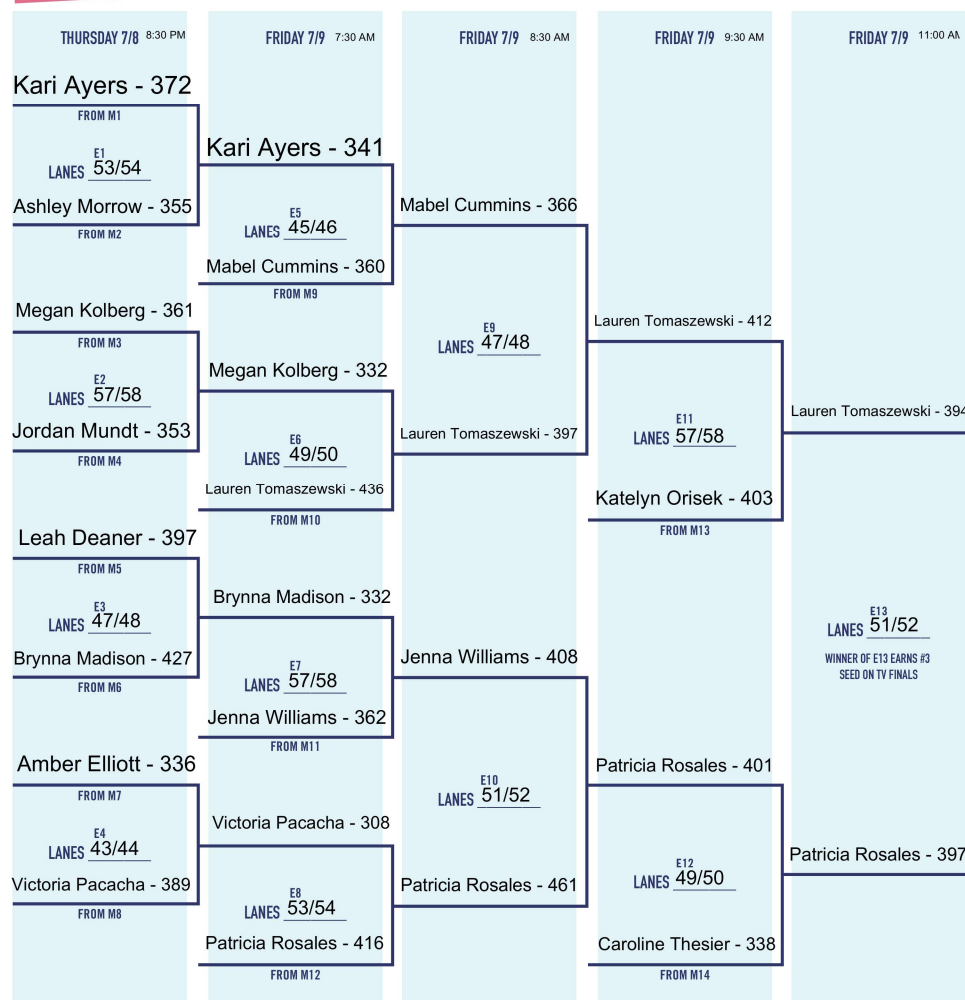 THURSDAY 7/8 8:30 PM
FRIDAY 7/9 7:30 AM
FRIDAY 7/9 8:30 AM
FRIDAY 7/9 9:30 AM
FRIDAY 7/9 11:00 AM
Kari Ayers - 372
FROM M1
E1
LANES 53/54
Ashley Morrow - 355
FROM M2
Megan Kolberg - 361
FROM M3
E2
LANES 57/58
Jordan Mundt - 353
FROM M4
Leah Deaner - 397
FROM M5
E3
LANES 47/48
Brynna Madison - 427
FROM M6
Amber Elliott - 336
FROM M7
E4
LANES 43/44
Victoria Pacacha - 389
FROM M8
Kari Ayers - 341
E5
LANES 45/46
Mabel Cummins - 360
FROM M9
Megan Kolberg - 332
E6
LANES 49/50
Lauren Tomaszewski - 436
FROM M10
Brynna Madison - 332
E7
LANES 57/58
Jenna Williams - 362
FROM M11
Victoria Pacacha - 308
E8
LANES 53/54
Patricia Rosales - 416
FROM M12
Mabel Cummins - 366
E9
LANES 47/48
Lauren Tomaszewski - 397
Jenna Williams - 408
E10
LANES 51/52
Patricia Rosales - 461
Lauren Tomaszewski - 412
E11
LANES 57/58
Katelyn Orisek - 403
FROM M13
Patricia Rosales - 401
E12
LANES 49/50
Caroline Thesier - 338
FROM M14
Lauren Tomaszewski - 394
E13
LANES 51/52
WINNER OF E13 EARNS #3
SEED ON TV FINALS
Patricia Rosales - 397